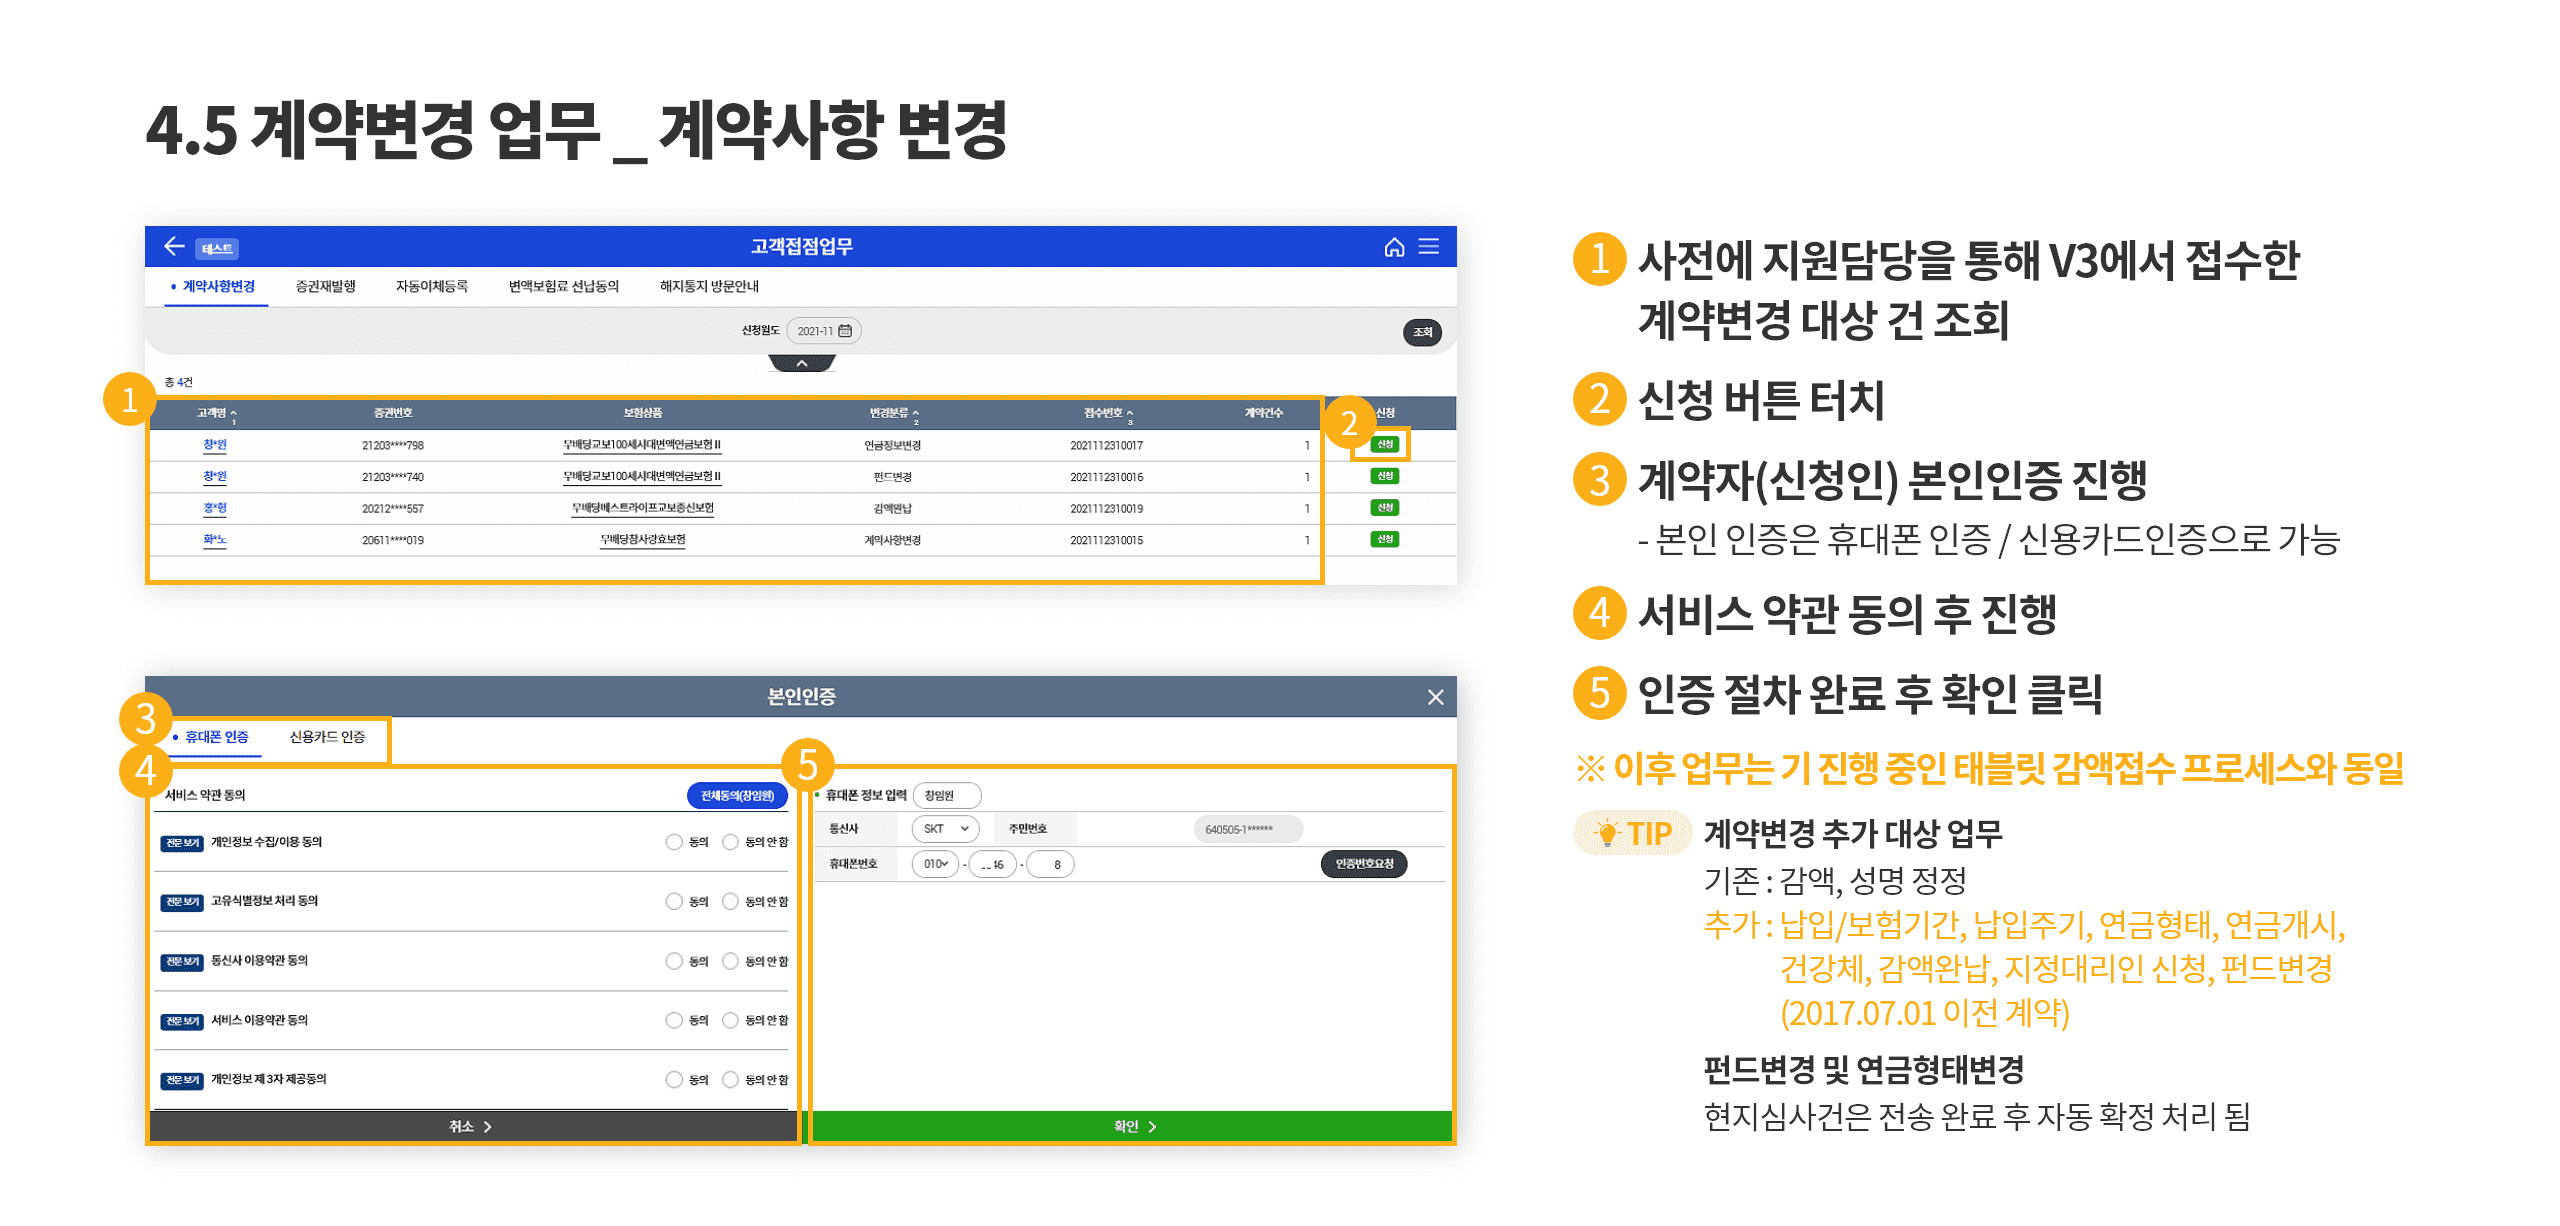 4.5 계약변경 업무 _ 계약사항 변경
테스트
고객접점업무
계약사항변경 증권재발행 자동이체등록 변액보험료 선납동의 해지통지 방문안내
신청월도 2021-11 조회
총 4건
1
고객명 1 증권번호 보험상품 변경분류 2 접수번호 3 계약건수 신청
2
창*원 21203****798 무배당교보100세시대변액연금보험 II 연금정보변경 2021112310017 1 신청
창*원 21203****740 무배당교보100세시대변액연금보험 II 펀드변경 2021112310016 1 신청
홍*형 20212****557 무배당베스트라이프교보종신보험 감액완납 2021112310019 1 신청
화*노 20611****019 무배당참사랑효보험 계약사항변경 2021112310015 1 신청
본인인증
3
휴대폰 인증 신용카드 인증
4
서비스 약관 동의 전체동의(창임원)
전문보기 개인정보 수집/이용 동의 동의 동의 안 함
전문보기 고유식별정보 처리 동의 동의 동의 안 함
전문보기 통신사 이용약관 동의 동의 동의 안 함
전문보기 서비스 이용약관 동의 동의 동의 안 함
전문보기 개인정보 제 3자 제공동의 동의 동의 안 함
취소
5
휴대폰 정보 입력 창임원
통신사 SKT 주민번호 640505-1******
휴대폰번호 010 - 46 - 8 인증번호요청
확인
1 사전에 지원담당을 통해 V3에서 접수한
계약변경 대상 건 조회
2 신청 버튼 터치
3 계약자(신청인) 본인인증 진행
- 본인 인증은 휴대폰 인증 / 신용카드인증으로 가능
4 서비스 약관 동의 후 진행
5 인증 절차 완료 후 확인 클릭
※ 이후 업무는 기 진행 중인 태블릿 감액접수 프로세스와 동일
TIP 계약변경 추가 대상 업무
기존 : 감액, 성명 정정
추가 : 납입/보험기간, 납입주기, 연금형태, 연금개시,
건강체, 감액완납, 지정대리인 신청, 펀드변경
(2017.07.01 이전 계약)
펀드변경 및 연금형태변경
현지심사건은 전송 완료 후 자동 확정 처리 됨